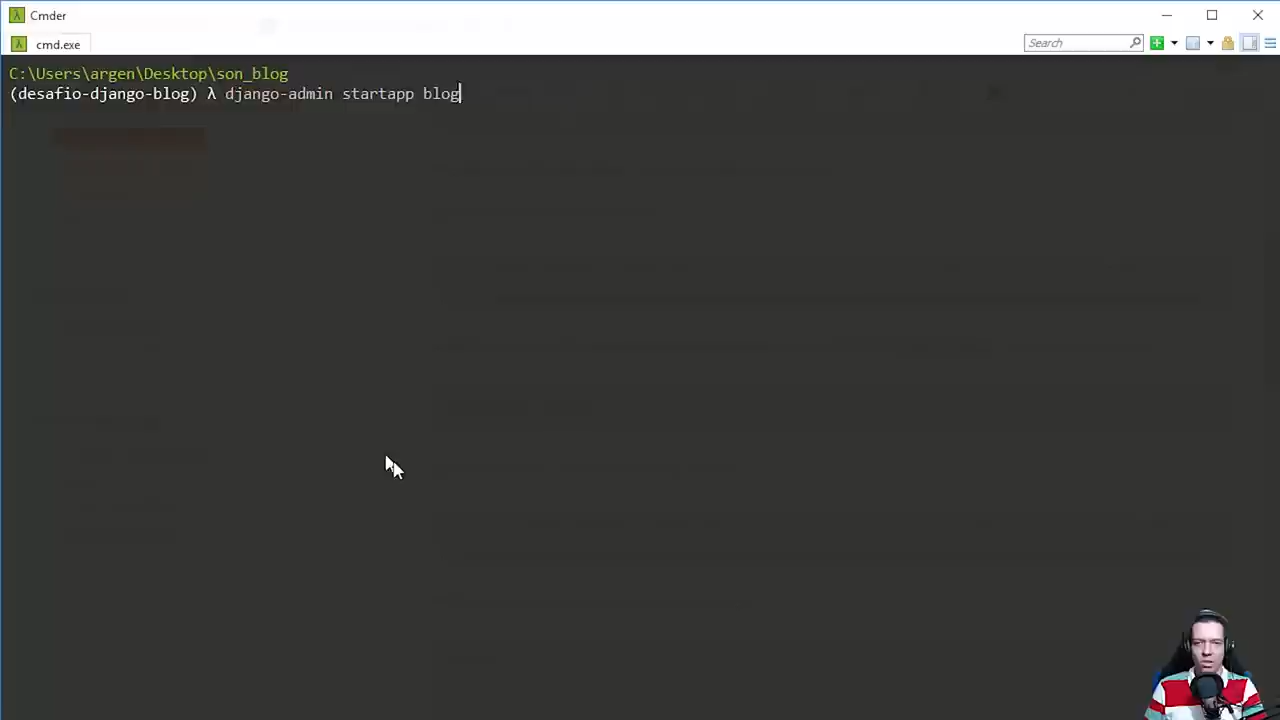 Cmder
cmd.exe
Search
C:\Users\argen\Desktop\son_blog
(desafio-django-blog) λ django-admin startapp blog